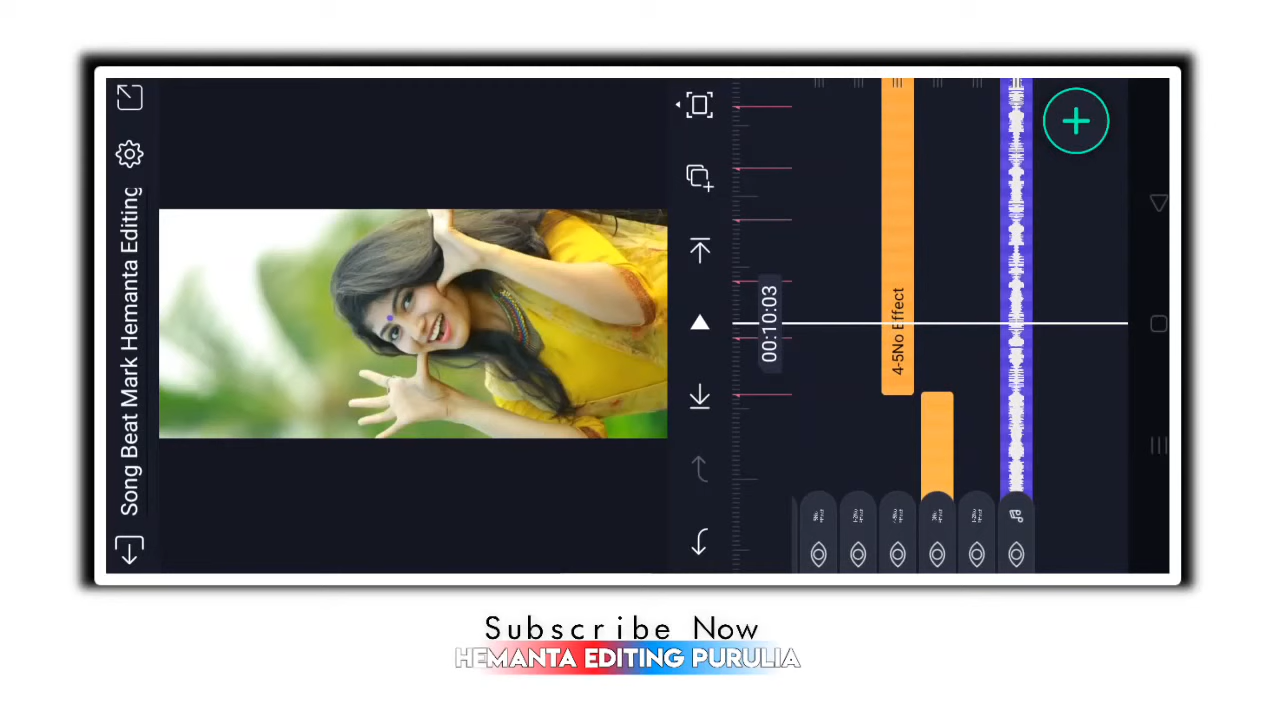 Song Beat Mark Hemanta Editing
00:10:03
4-5No Effect
Subscribe Now
HEMANTA EDITING PURULIA